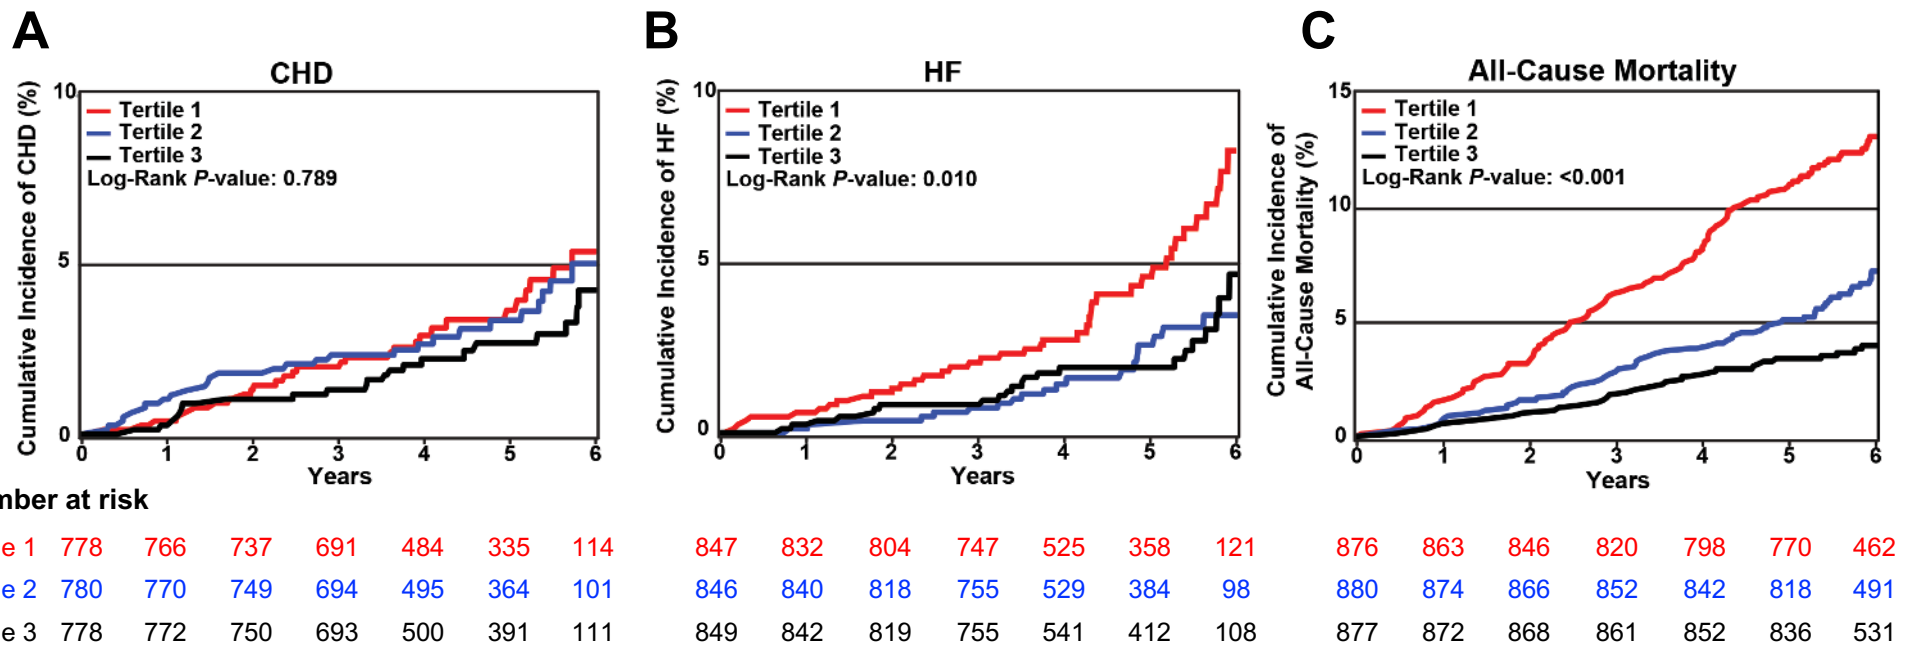 A
CHD
Cumulative Incidence of CHD (%)
10
5
0
Tertile 1
Tertile 2
Tertile 3
Log-Rank P-value: 0.789
0 1 2 3 4 5 6
Years
B
HF
Cumulative Incidence of HF (%)
10
5
0
Tertile 1
Tertile 2
Tertile 3
Log-Rank P-value: 0.010
0 1 2 3 4 5 6
Years
C
All-Cause Mortality
Cumulative Incidence of
All-Cause Mortality (%)
15
10
5
0
Tertile 1
Tertile 2
Tertile 3
Log-Rank P-value: <0.001
0 1 2 3 4 5 6
Years
mber at risk
e 1 778 766 737 691 484 335 114 847 832 804 747 525 358 121 876 863 846 820 798 770 462
e 2 780 770 749 694 495 364 101 846 840 818 755 529 384 98 880 874 866 852 842 818 491
e 3 778 772 750 693 500 391 111 849 842 819 755 541 412 108 877 872 868 861 852 836 531